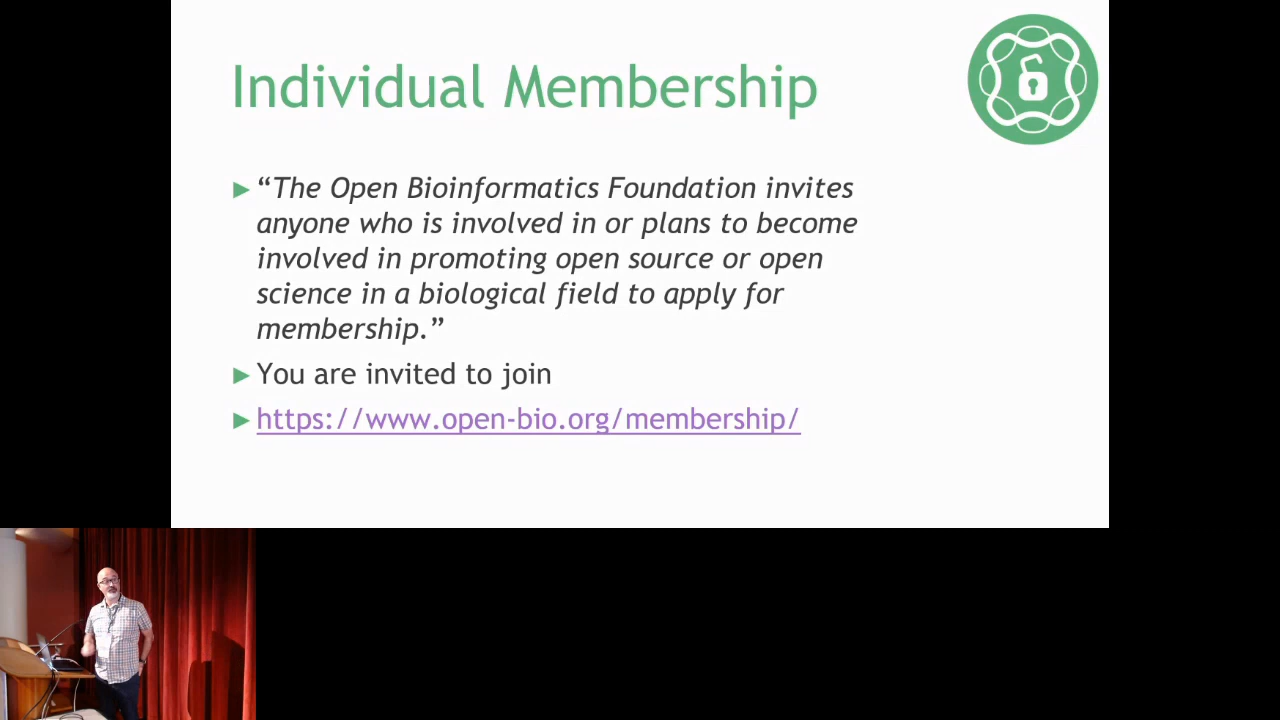 Individual Membership
“The Open Bioinformatics Foundation invites
anyone who is involved in or plans to become
involved in promoting open source or open
science in a biological field to apply for
membership.”
You are invited to join
https://www.open-bio.org/membership/